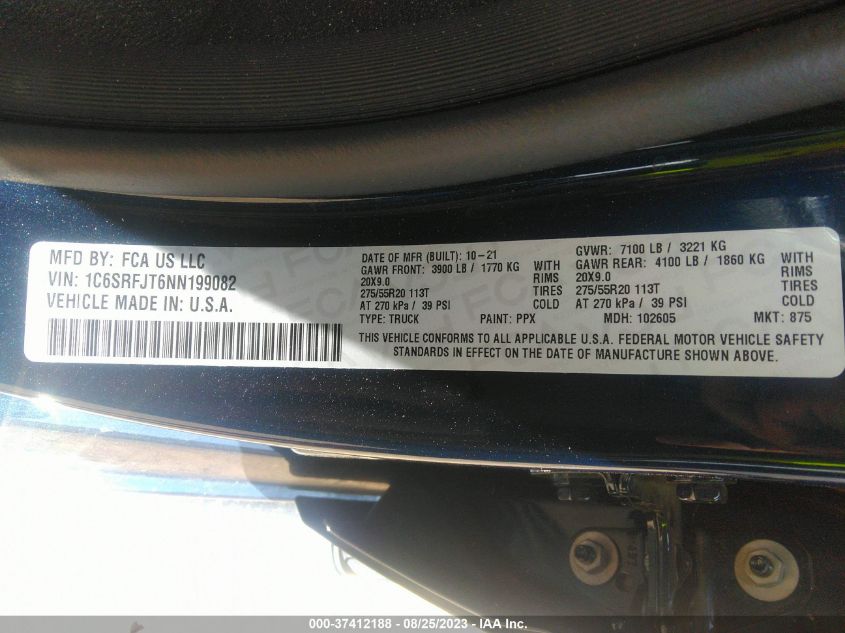 MFD BY: FCA US LLC
VIN: 1C6SRFJT6NN199082
VEHICLE MADE IN: U.S.A.
DATE OF MFR (BUILT): 10-21
GAWR FRONT: 3900 LB / 1770 KG WITH
20X9.0 RIMS
275/55R20 113T TIRES
AT 270 kPa / 39 PSI COLD
TYPE: TRUCK PAINT: PPX
GVWR: 7100 LB / 3221 KG
GAWR REAR: 4100 LB / 1860 KG WITH
20X9.0 RIMS
275/55R20 113T TIRES
AT 270 kPa / 39 PSI COLD
MDH: 102605 MKT: 875
THIS VEHICLE CONFORMS TO ALL APPLICABLE U.S.A. FEDERAL MOTOR VEHICLE SAFETY
STANDARDS IN EFFECT ON THE DATE OF MANUFACTURE SHOWN ABOVE.
000-37412188 - 08/25/2023 - IAA, Inc.